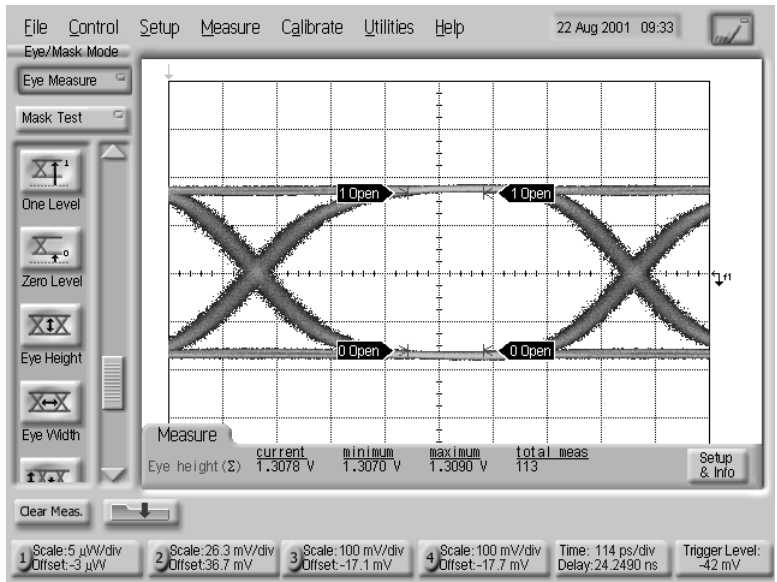 File Control Setup Measure Calibrate Utilities Help 22 Aug 2001 09:33
Eye/Mask Mode
Eye Measure
Mask Test
1
One Level
0
Zero Level
Eye Height
Eye Width
1 Open 1 Open
f1
0 Open 0 Open
Measure
current minimum maximum total meas
Eye height(Σ) 1.3078 V 1.3070 V 1.3090 V 113
Setup
& Info
Clear Meas.
1 Scale:5 µW/div
Offset:-3 µW
2 Scale:26.3 mV/div
Offset:36.7 mV
3 Scale:100 mV/div
Offset:-17.1 mV
4 Scale:100 mV/div
Offset:-17.7 mV
Time: 114 ps/div
Delay:24.2490 ns
Trigger Level:
-42 mV